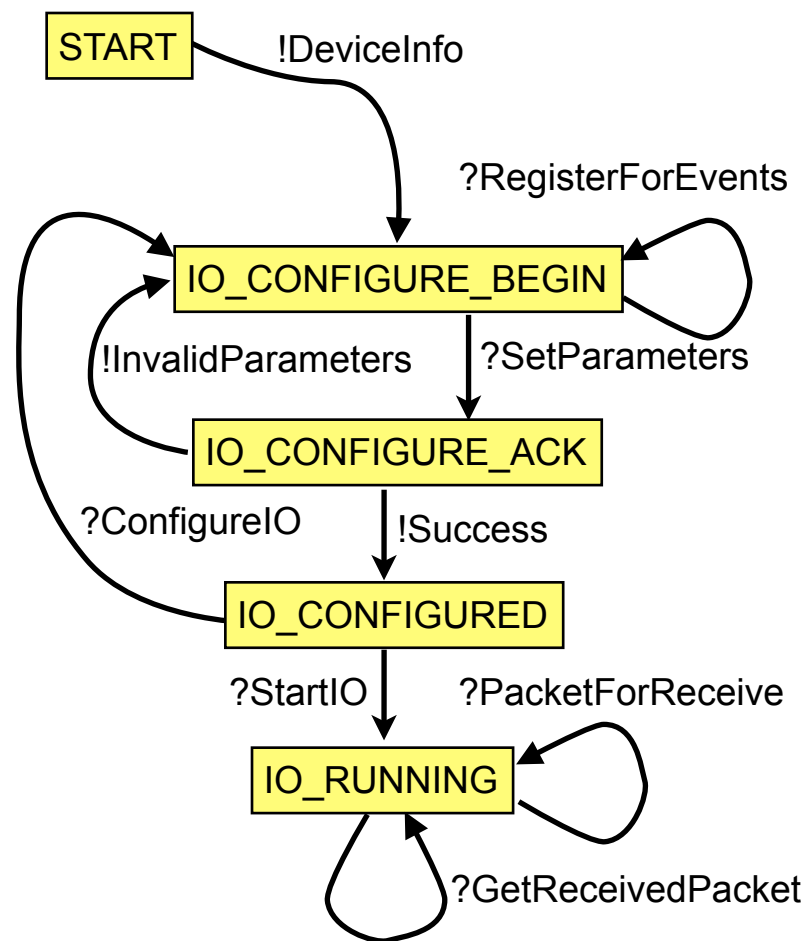 START
!DeviceInfo
?RegisterForEvents
IO_CONFIGURE_BEGIN
!InvalidParameters
?SetParameters
IO_CONFIGURE_ACK
?ConfigureIO
!Success
IO_CONFIGURED
?StartIO
?PacketForReceive
IO_RUNNING
?GetReceivedPacket